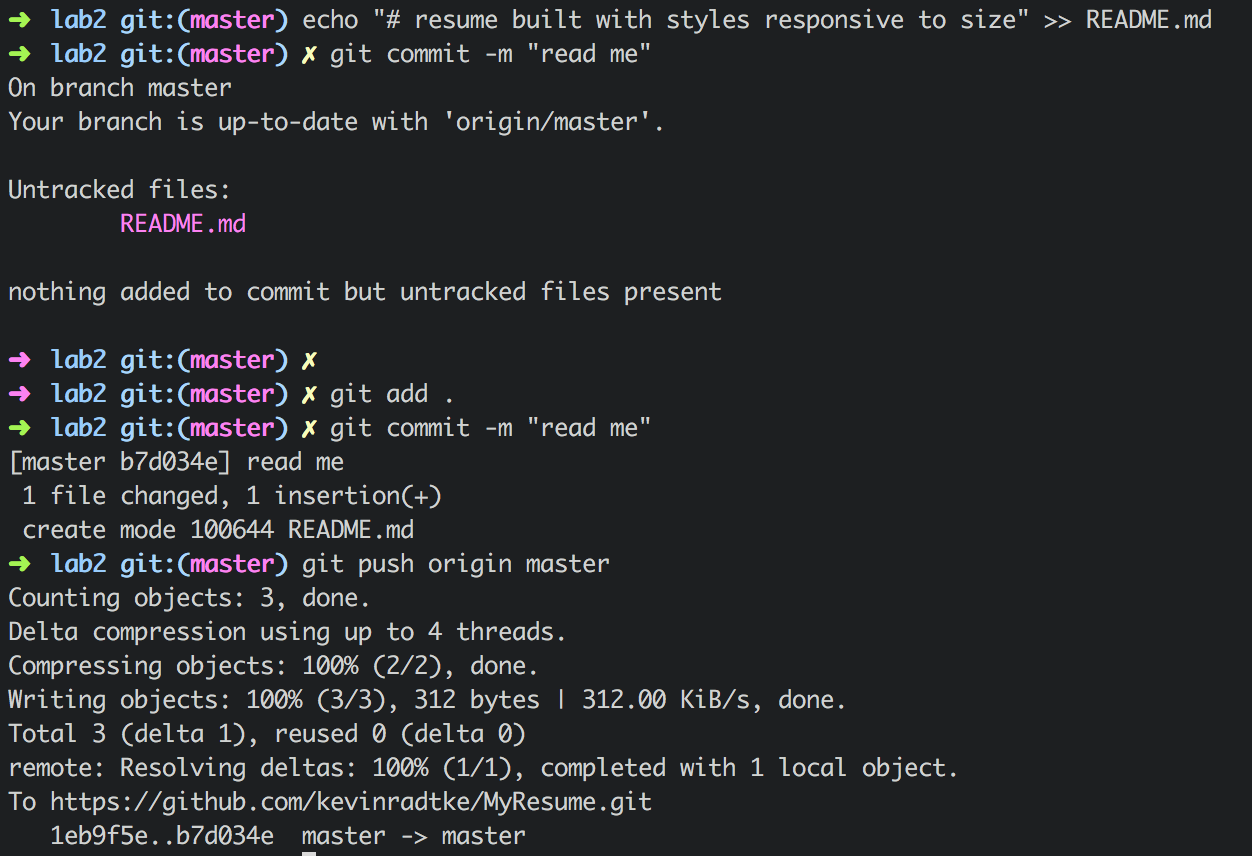 ➜ lab2 git:(master) echo "# resume built with styles responsive to size" >> README.md
➜ lab2 git:(master) ✗ git commit -m "read me"
On branch master
Your branch is up-to-date with 'origin/master'.
Untracked files:
README.md
nothing added to commit but untracked files present
➜ lab2 git:(master) ✗
➜ lab2 git:(master) ✗ git add .
➜ lab2 git:(master) ✗ git commit -m "read me"
[master b7d034e] read me
1 file changed, 1 insertion(+)
create mode 100644 README.md
➜ lab2 git:(master) git push origin master
Counting objects: 3, done.
Delta compression using up to 4 threads.
Compressing objects: 100% (2/2), done.
Writing objects: 100% (3/3), 312 bytes | 312.00 KiB/s, done.
Total 3 (delta 1), reused 0 (delta 0)
remote: Resolving deltas: 100% (1/1), completed with 1 local object.
To https://github.com/kevinradtke/MyResume.git
1eb9f5e..b7d034e  master -> master